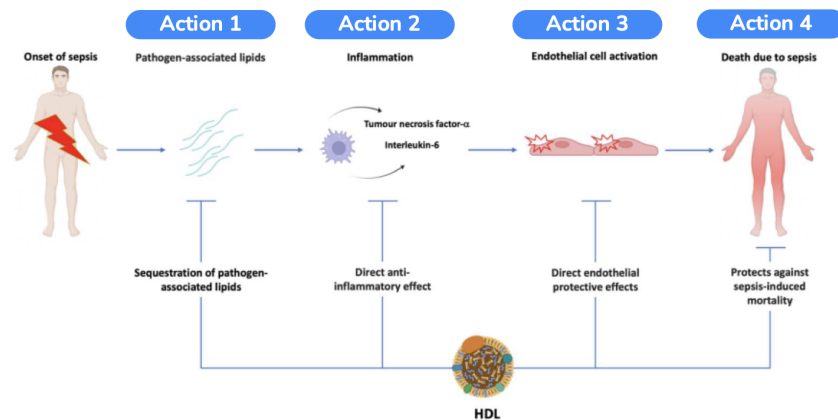 Action 1
Action 2
Action 3
Action 4
Onset of sepsis
Pathogen-associated lipids
Inflammation
Endothelial cell activation
Death due to sepsis
Tumour necrosis factor-α
Interleukin-6
Sequestration of pathogen-
associated lipids
Direct anti-
inflammatory effect
Direct endothelial
protective effects
Protects against
sepsis-induced
mortality
HDL